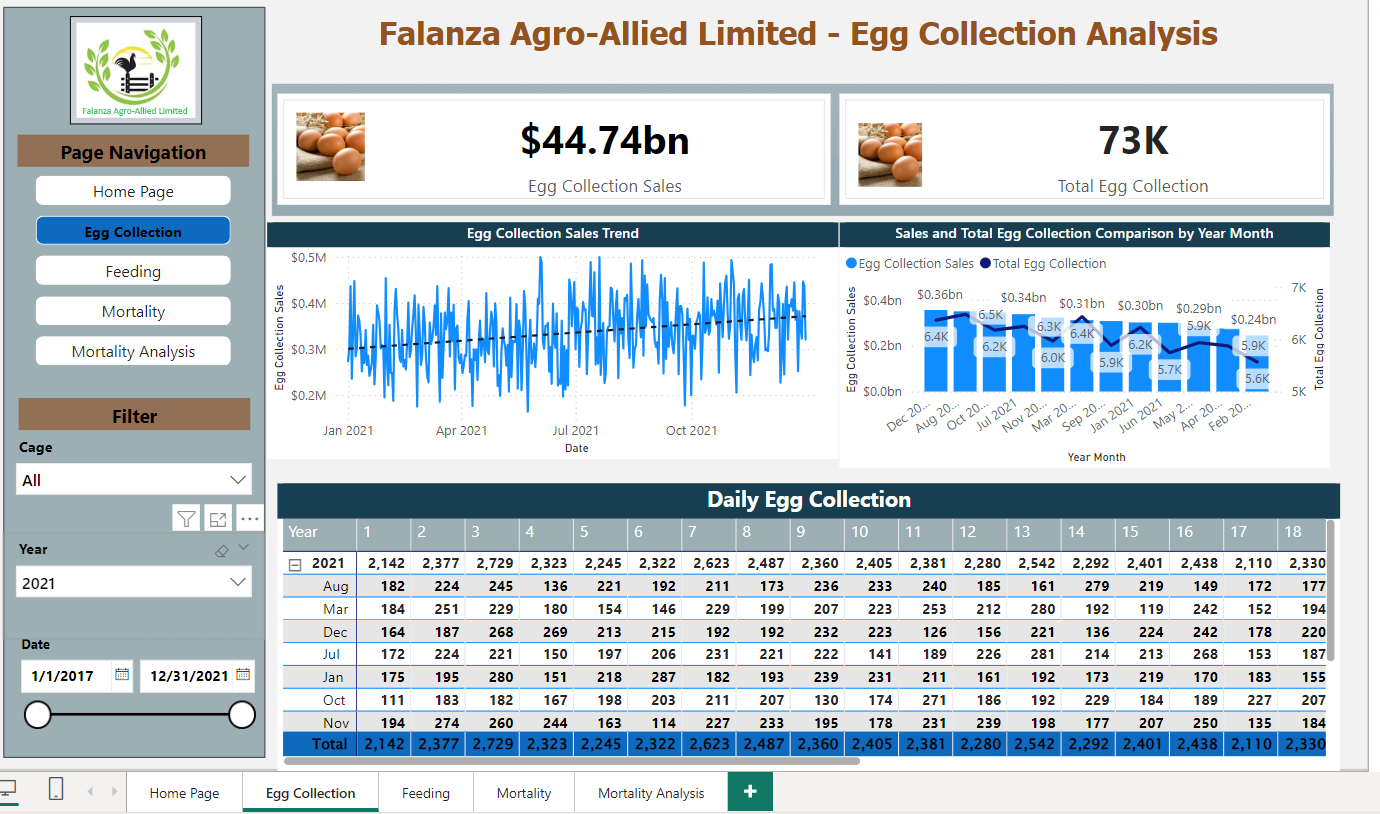 Falanza Agro-Allied Limited - Egg Collection Analysis
Falanza Agro-Allied Limited
Page Navigation
Home Page
Egg Collection
Feeding
Mortality
Mortality Analysis
Filter
Cage
All
Year
2021
Date
1/1/2017 12/31/2021
$44.74bn
Egg Collection Sales
73K
Total Egg Collection
Egg Collection Sales Trend
Egg Collection Sales
$0.5M
$0.4M
$0.3M
$0.2M
Jan 2021 Apr 2021 Jul 2021 Oct 2021
Date
Sales and Total Egg Collection Comparison by Year Month
Egg Collection Sales Total Egg Collection
Egg Collection Sales
$0.4bn
$0.2bn
$0.0bn
$0.36bn $0.34bn $0.31bn $0.30bn $0.29bn $0.24bn
6.4K 6.5K 6.2K 6.3K 6.0K 6.4K 5.9K 6.2K 5.7K 5.9K 5.9K 5.6K
7K
6K
5K
Total Egg Collection
Dec 20... Aug 20... Oct 20... Jul 2021 Nov 20... Mar 20... Sep 20... Jan 2021 Jun 2021 May 2... Apr 20... Feb 20...
Year Month
Daily Egg Collection
Year 1 2 3 4 5 6 7 8 9 10 11 12 13 14 15 16 17 18
2021 2,142 2,377 2,729 2,323 2,245 2,322 2,623 2,487 2,360 2,405 2,381 2,280 2,542 2,292 2,401 2,438 2,110 2,330
Aug 182 224 245 136 221 192 211 173 236 233 240 185 161 279 219 149 172 177
Mar 184 251 229 180 154 146 229 199 207 223 253 212 280 192 119 242 152 194
Dec 164 187 268 269 213 215 192 192 232 223 126 156 221 136 224 242 178 220
Jul 172 224 221 150 197 206 231 221 222 141 189 226 281 214 213 268 153 187
Jan 175 195 280 151 218 287 182 193 239 231 211 161 192 173 219 170 183 155
Oct 111 183 182 167 198 203 211 207 130 174 271 186 192 229 184 189 227 207
Nov 194 274 260 244 163 114 227 233 195 178 231 239 198 177 207 250 135 184
Total 2,142 2,377 2,729 2,323 2,245 2,322 2,623 2,487 2,360 2,405 2,381 2,280 2,542 2,292 2,401 2,438 2,110 2,330
Home Page Egg Collection Feeding Mortality Mortality Analysis +